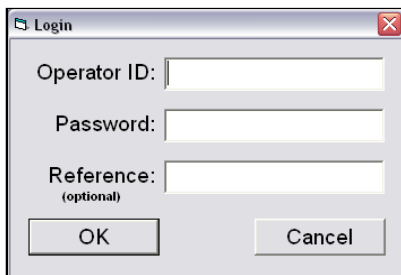 Login
Operator ID:
Password:
Reference:
(optional)
OK Cancel